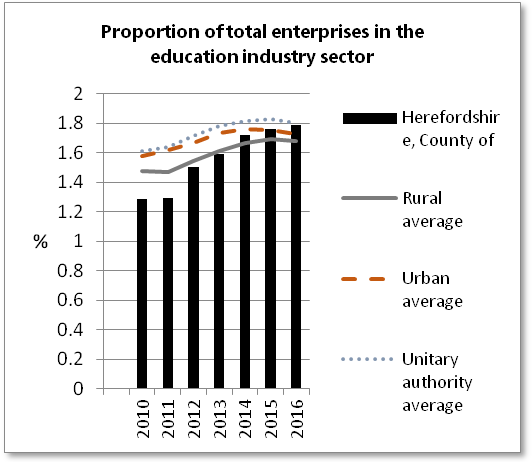 Proportion of total enterprises in the
education industry sector
2
1.8
1.6
1.4
1.2
1
0.8
0.6
0.4
0.2
0
%
2010
2011
2012
2013
2014
2015
2016
Herefordshir
e, County of
Rural
average
Urban
average
Unitary
authority
average